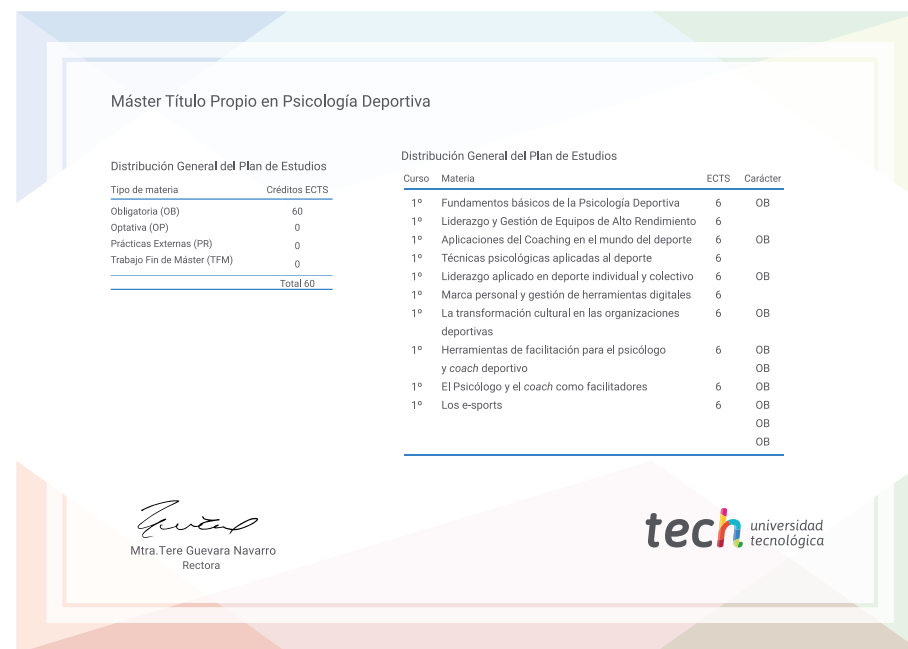 Máster Título Propio en Psicología Deportiva
Distribución General del Plan de Estudios
Tipo de materia Créditos ECTS
Obligatoria (OB) 60
Optativa (OP) 0
Prácticas Externas (PR) 0
Trabajo Fin de Máster (TFM) 0
Total 60
Distribución General del Plan de Estudios
Curso Materia ECTS Carácter
1º Fundamentos básicos de la Psicología Deportiva 6 OB
1º Liderazgo y Gestión de Equipos de Alto Rendimiento 6
1º Aplicaciones del Coaching en el mundo del deporte 6 OB
1º Técnicas psicológicas aplicadas al deporte 6
1º Liderazgo aplicado en deporte individual y colectivo 6 OB
1º Marca personal y gestión de herramientas digitales 6
1º La transformación cultural en las organizaciones 6 OB
deportivas
1º Herramientas de facilitación para el psicólogo 6 OB
y coach deportivo OB
1º El Psicólogo y el coach como facilitadores 6 OB
1º Los e-sports 6 OB
OB
OB
Mtra.Tere Guevara Navarro
Rectora
tech universidad
tecnológica